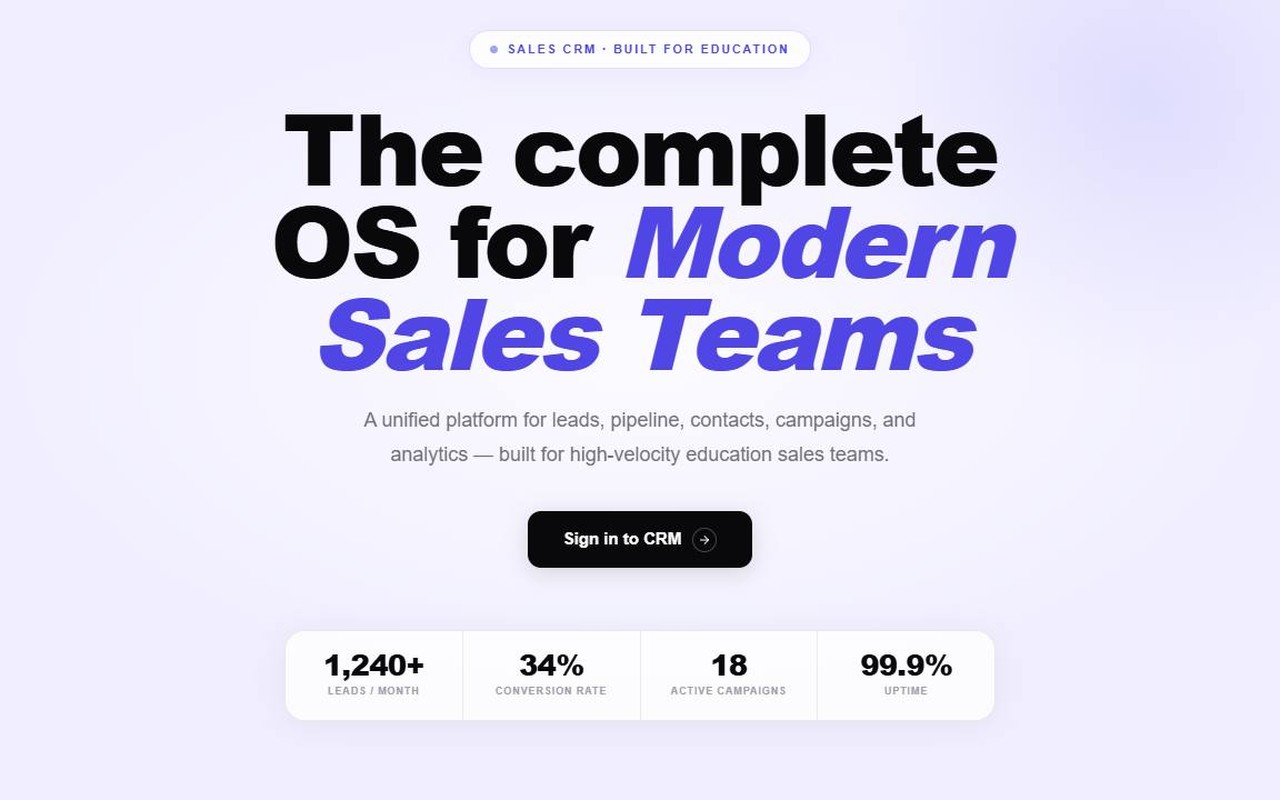 SALES CRM · BUILT FOR EDUCATION
The complete
OS for Modern
Sales Teams
A unified platform for leads, pipeline, contacts, campaigns, and
analytics — built for high-velocity education sales teams.
Sign in to CRM
1,240+
LEADS / MONTH
34%
CONVERSION RATE
18
ACTIVE CAMPAIGNS
99.9%
UPTIME